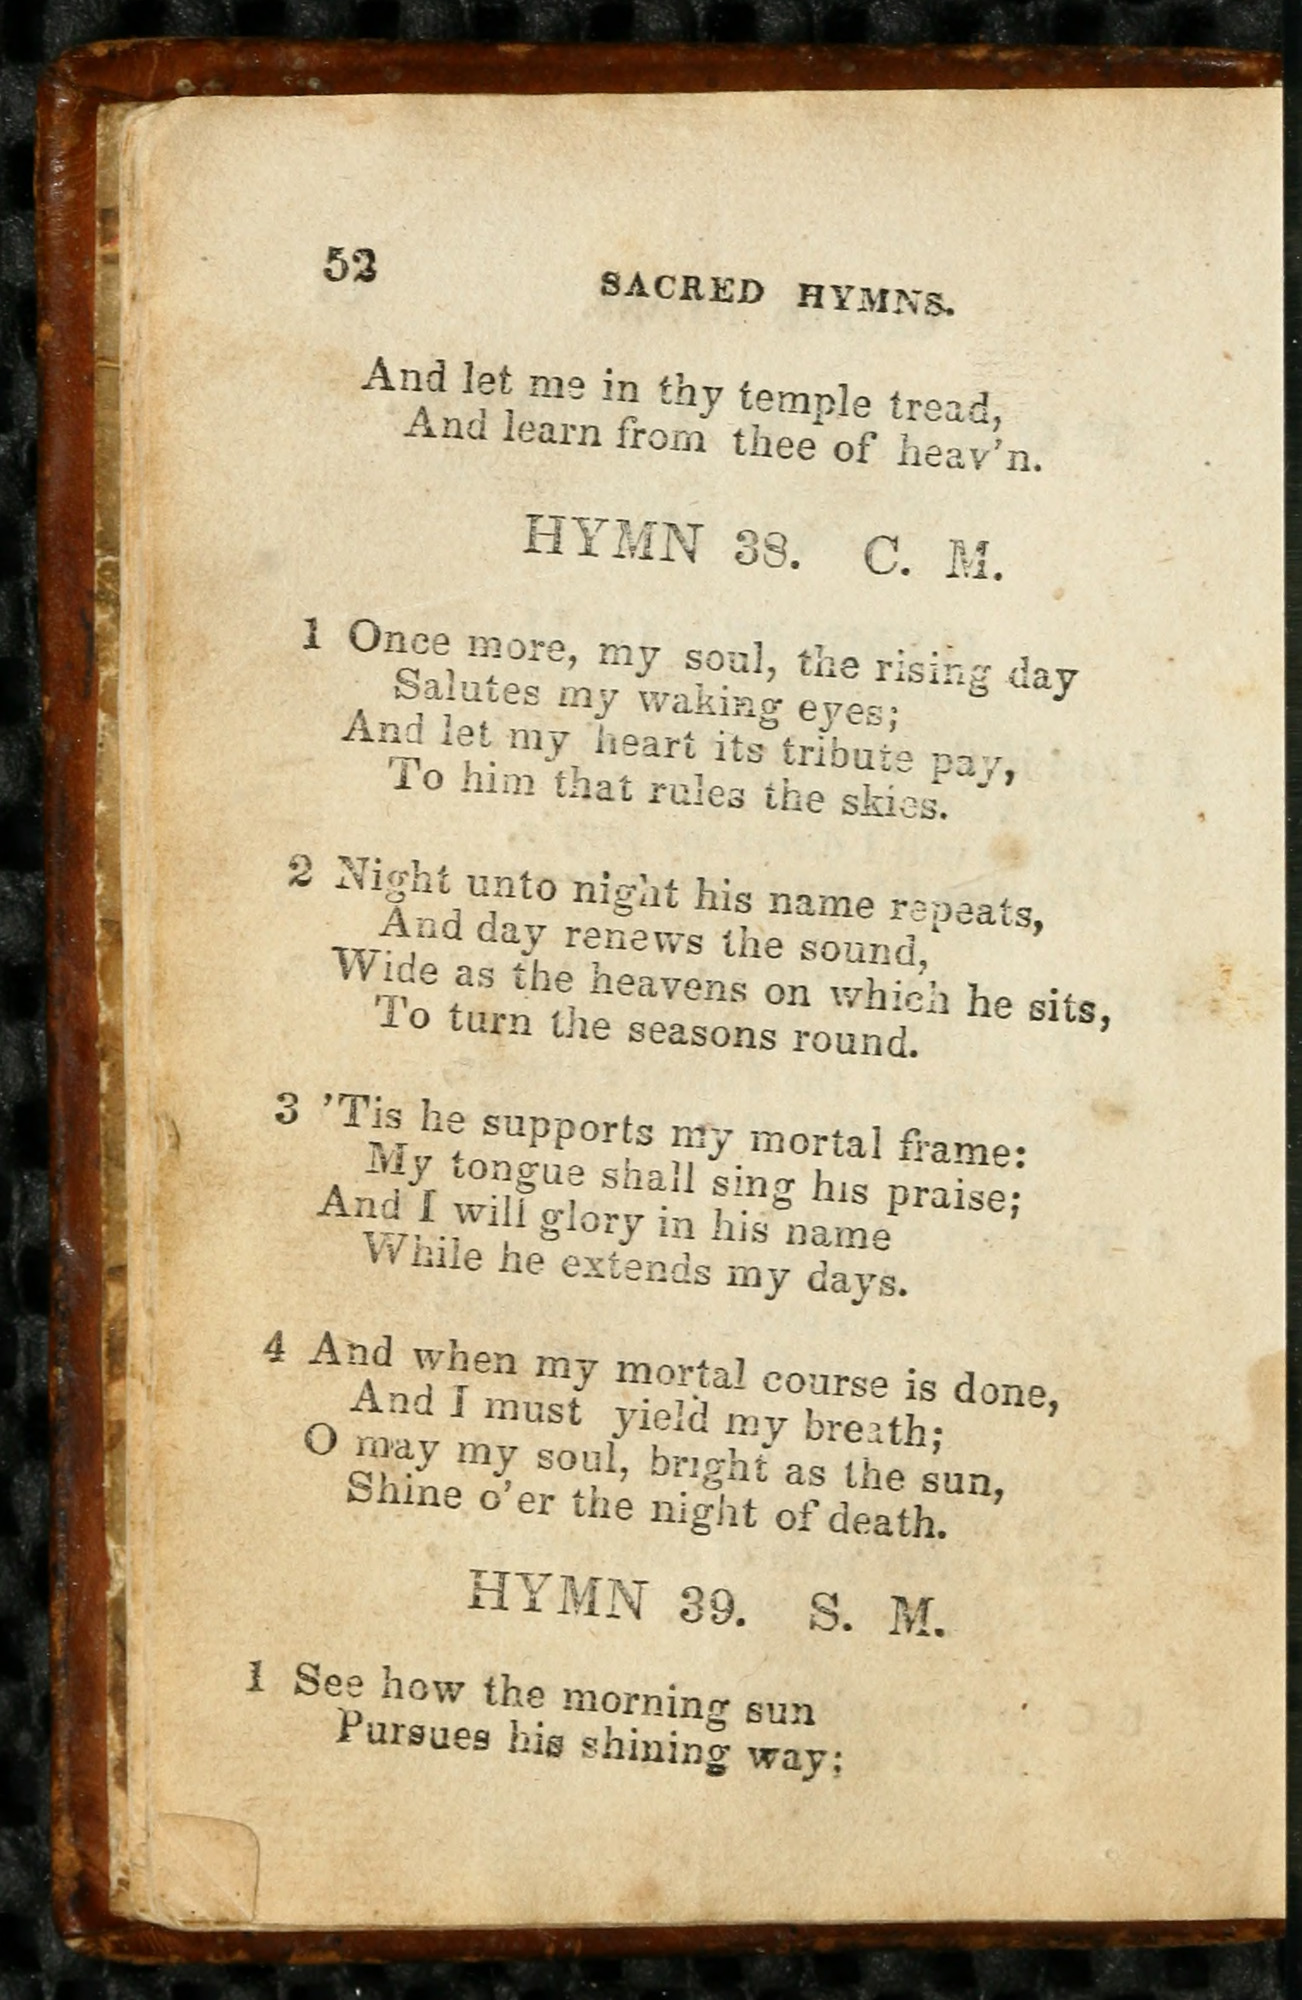 52
SACRED HYMNS.
And let me in thy temple tread,
And learn from thee of heav'n.
HYMN 38. C. M.
1 Once more, my soul, the rising day
Salutes my waking eyes;
And let my heart its tribute pay,
To him that rules the skies.
2 Night unto night his name repeats,
And day renews the sound,
Wide as the heavens on which he sits,
To turn the seasons round.
3 'Tis he supports my mortal frame:
My tongue shall sing his praise;
And I will glory in his name
While he extends my days.
4 And when my mortal course is done,
And I must yield my breath;
O may my soul, bright as the sun,
Shine o'er the night of death.
HYMN 39. S. M.
1 See how the morning sun
Pursues his shining way;